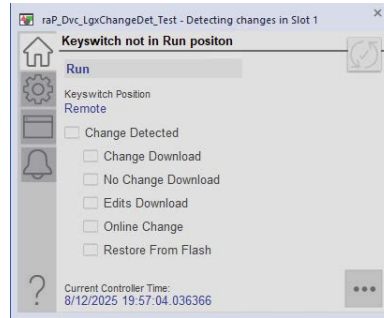 raP_Dvc_LgxChangeDet_Test - Detecting changes in Slot 1
Keyswitch not in Run positon
Run
Keyswitch Position
Remote
Change Detected
Change Download
No Change Download
Edits Download
Online Change
Restore From Flash
Current Controller Time:
8/12/2025 19:57:04.036366